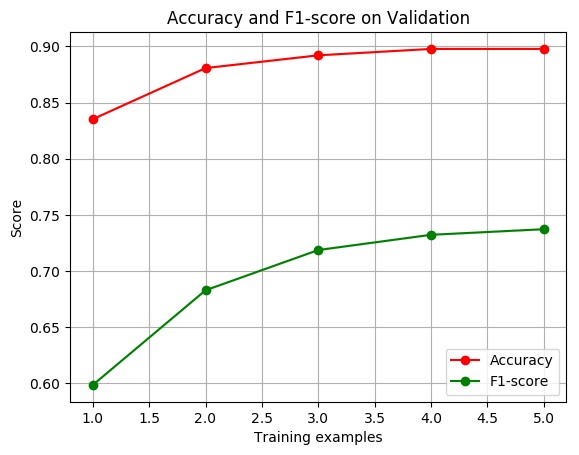 Accuracy and F1-score on Validation
0.90
0.85
0.80
0.75
0.70
0.65
0.60
Score
1.0 1.5 2.0 2.5 3.0 3.5 4.0 4.5 5.0
Training examples
Accuracy
F1-score